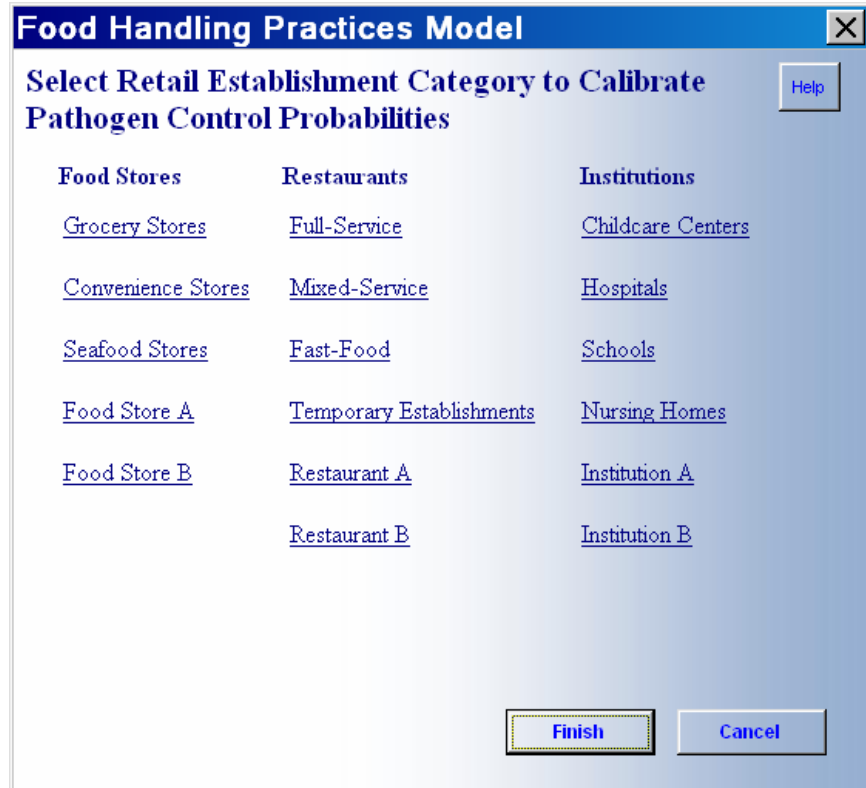 Food Handling Practices Model
Select Retail Establishment Category to Calibrate
Pathogen Control Probabilities
Help
Food Stores
Grocery Stores
Convenience Stores
Seafood Stores
Food Store A
Food Store B
Restaurants
Full-Service
Mixed-Service
Fast-Food
Temporary Establishments
Restaurant A
Restaurant B
Institutions
Childcare Centers
Hospitals
Schools
Nursing Homes
Institution A
Institution B
Finish
Cancel